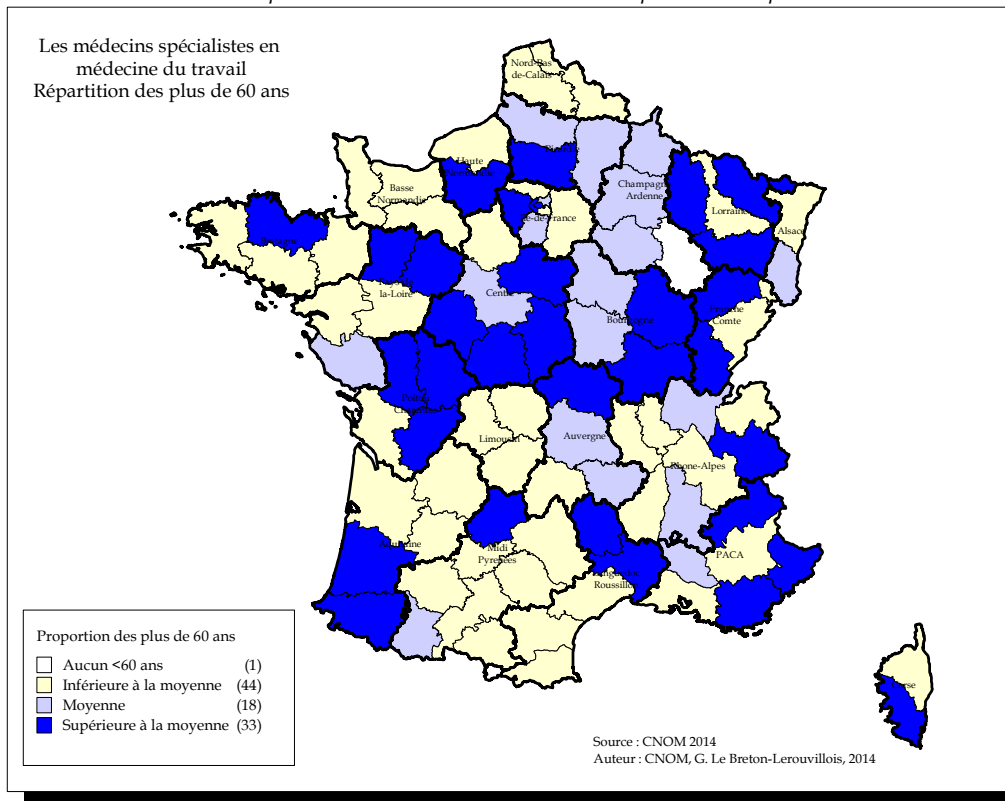 Les médecins spécialistes en
médecine du travail
Répartition des plus de 60 ans
Nord-Pas
de-Calais
Haute
Basse
Normandie
Champagne
Ardenne
Lorraine
Alsace
Ile-de-France
Bretagne
la-Loire
Centre
Bourgogne
Franche
Comte
Poitou
Charentes
Limousin
Auvergne
Rhone-Alpes
Aquitaine
Midi
Pyrenées
Languedoc
Roussillon
PACA
Corse
Proportion des plus de 60 ans
Aucun <60 ans (1)
Inférieure à la moyenne (44)
Moyenne (18)
Supérieure à la moyenne (33)
Source : CNOM 2014
Auteur : CNOM, G. Le Breton-Lerouvillois, 2014